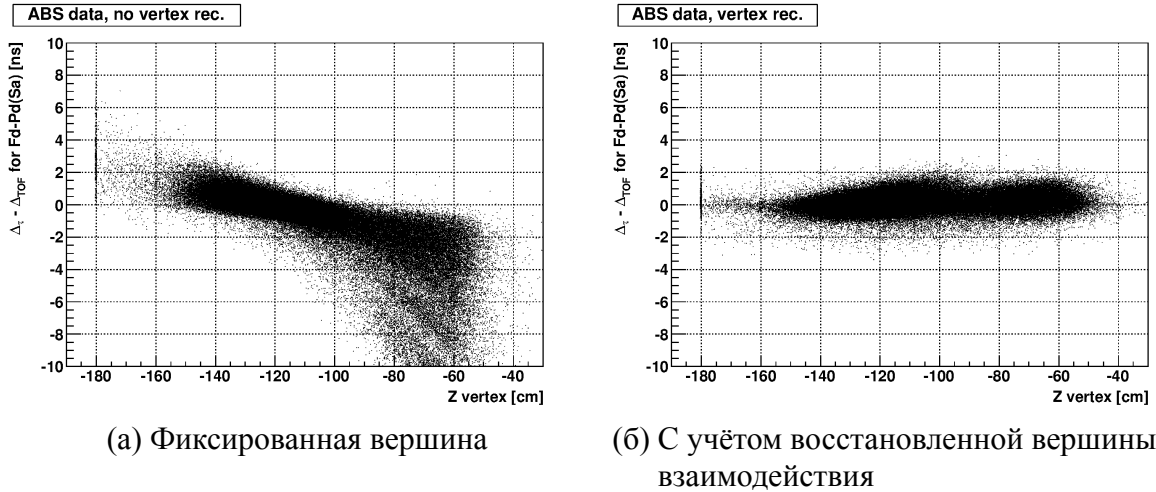 ABS data, no vertex rec.
Δτ - ΔTOF for Fd-Pd(Sa) [ns]
10
8
6
4
2
0
-2
-4
-6
-8
-10
-180 -160 -140 -120 -100 -80 -60 -40
Z vertex [cm]
(а) Фиксированная вершина
ABS data, vertex rec.
Δτ - ΔTOF for Fd-Pd(Sa) [ns]
10
8
6
4
2
0
-2
-4
-6
-8
-10
-180 -160 -140 -120 -100 -80 -60 -40
Z vertex [cm]
(б) С учётом восстановленной вершины
взаимодействия